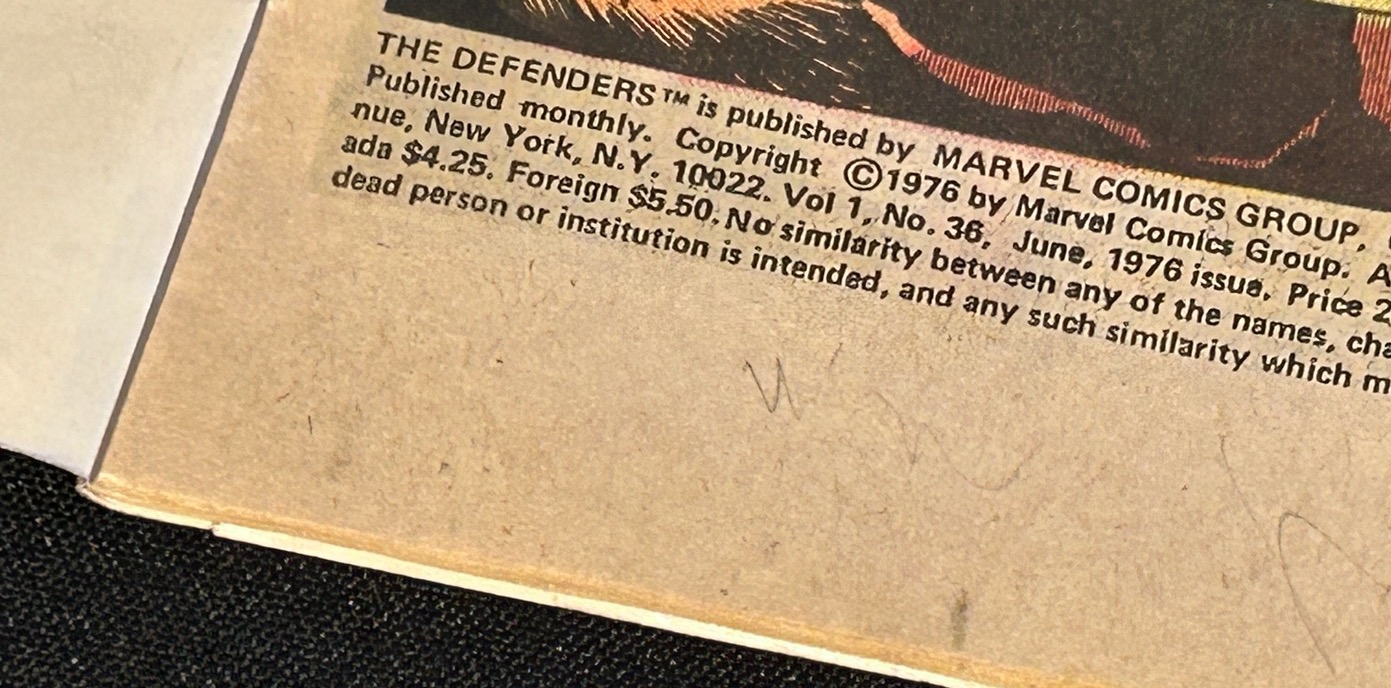 THE DEFENDERS™ is published by MARVEL COMICS GROUP,
Published monthly. Copyright ©1976 by Marvel Comics Group. A
nue, New York, N.Y. 10022. Vol 1, No. 36, June, 1976 issue. Price 2
ada $4.25. Foreign $5.50. No similarity between any of the names, cha
dead person or institution is intended, and any such similarity which m